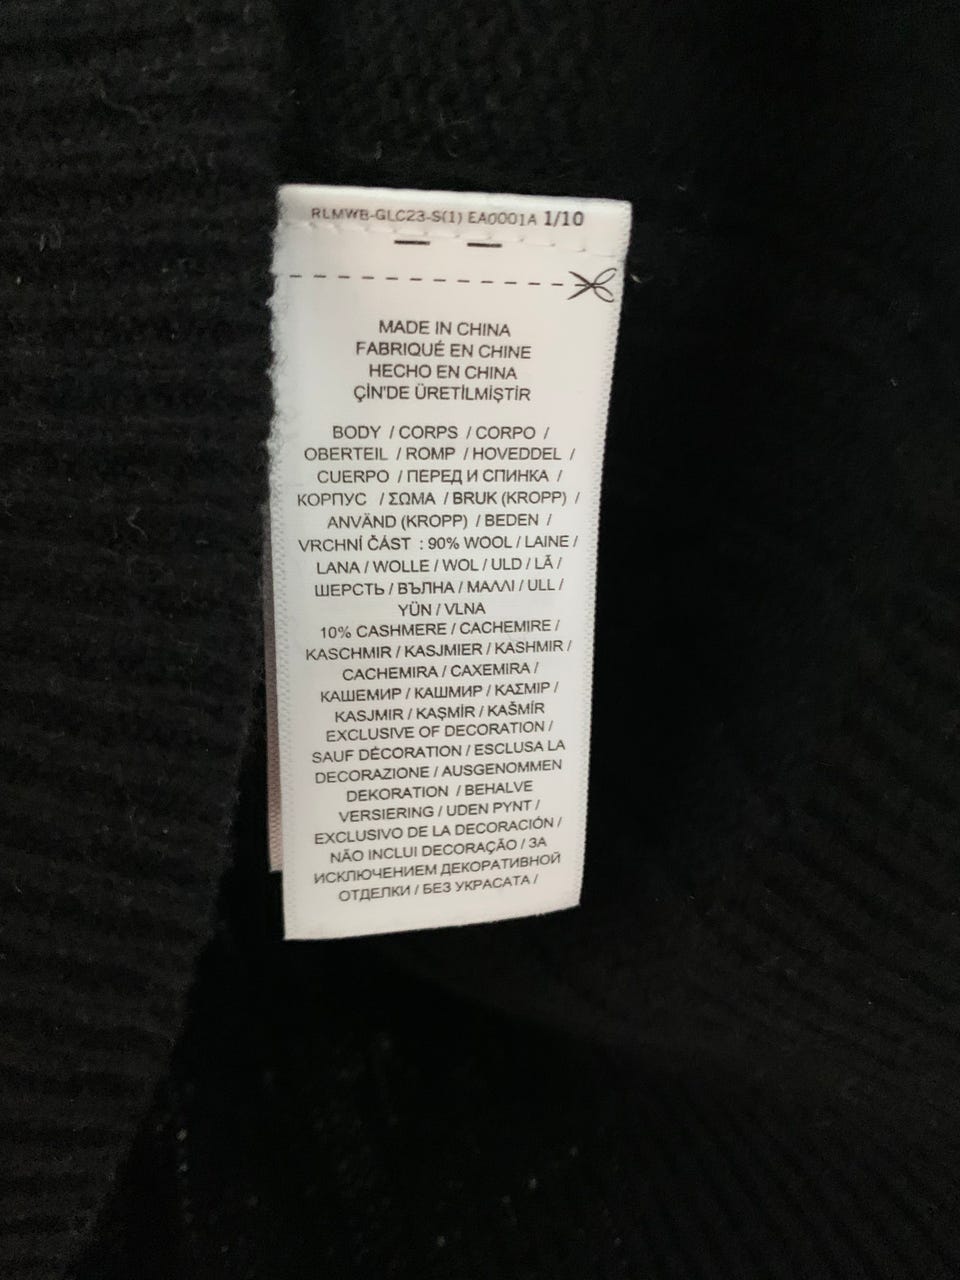 RLMWB-GLC23-S(1) EA0001A 1/10
MADE IN CHINA
FABRIQUÉ EN CHINE
HECHO EN CHINA
ÇİN'DE ÜRETİLMİŞTİR
BODY / CORPS / CORPO /
OBERTEIL / ROMP / HOVEDDEL /
CUERPO / ПЕРЕД И СПИНКА /
КОРПУС / ΣΩΜΑ / BRUK (KROPP) /
ANVÄND (KROPP) / BEDEN /
VRCHNÍ ČÁST : 90% WOOL / LAINE /
LANA / WOLLE / WOL / ULD / LÃ /
ШЕРСТЬ / ВЪЛНА / ΜΑΛΛΙ / ULL /
YÜN / VLNA
10% CASHMERE / CACHEMIRE /
KASCHMIR / KASJMIER / KASHMIR /
CACHEMIRA / CAXEMIRA /
КАШЕМИР / КАШМИР / ΚΑΣΜΙΡ /
KASJMIR / KAŞMİR / KAŠMÍR
EXCLUSIVE OF DECORATION /
SAUF DÉCORATION / ESCLUSA LA
DECORAZIONE / AUSGENOMMEN
DEKORATION / BEHALVE
VERSIERING / UDEN PYNT /
EXCLUSIVO DE LA DECORACIÓN /
NÃO INCLUI DECORAÇÃO / ЗА
ИСКЛЮЧЕНИЕМ ДЕКОРАТИВНОЙ
ОТДЕЛКИ / БЕЗ УКРАСАТА /